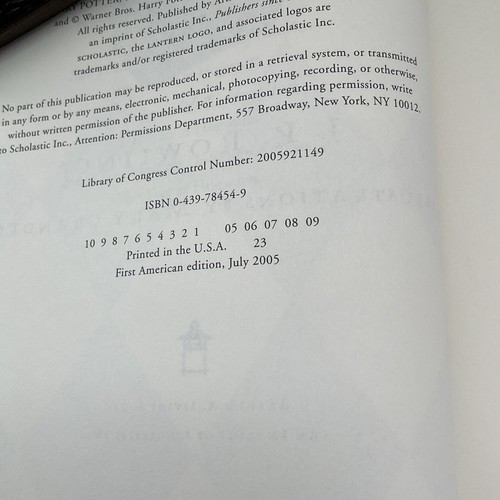 POTTER,
and © Warner Bros. Harry
All rights reserved. Published by
an imprint of Scholastic Inc., Publishers since
SCHOLASTIC, the LANTERN LOGO, and associated logos are
trademarks and/or registered trademarks of Scholastic Inc.
No part of this publication may be reproduced, or stored in a retrieval system, or transmitted
in any form or by any means, electronic, mechanical, photocopying, recording, or otherwise,
without written permission of the publisher. For information regarding permission, write
to Scholastic Inc., Attention: Permissions Department, 557 Broadway, New York, NY 10012.
Library of Congress Control Number: 2005921149
ISBN 0-439-78454-9
10 9 8 7 6 5 4 3 2 1 05 06 07 08 09
Printed in the U.S.A. 23
First American edition, July 2005